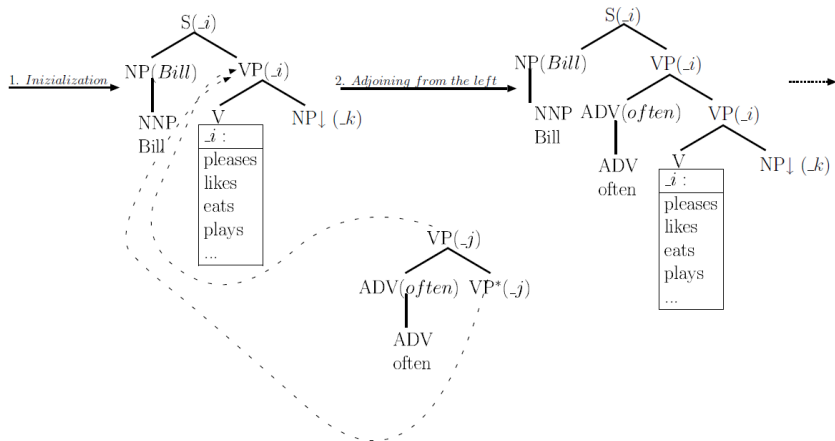 S(_i)
1. Inizialization
NP(Bill)
VP(_i)
NNP
Bill
V
NP↓ (_k)
_i :
pleases
likes
eats
plays
...
VP(_j)
ADV(often)
VP*(_j)
ADV
often
2. Adjoining from the left
S(_i)
NP(Bill)
VP(_i)
NNP
Bill
ADV(often)
VP(_i)
ADV
often
V
NP↓ (_k)
_i :
pleases
likes
eats
plays
...